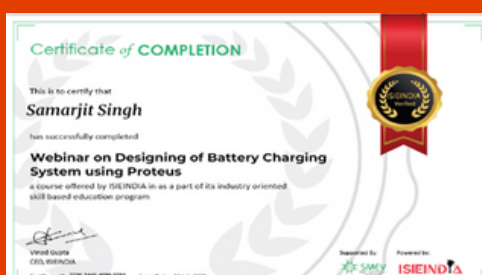 Certificate of COMPLETION
This is to certify that
Samarjit Singh
has successfully completed
Webinar on Designing of Battery Charging
System using Proteus
a course offered by ISIEINDIA in as a part of its industry oriented
skill based education program
ISIEINDIA
Verified
Vinod Gupta
CEO, ISIEINDIA
Supported By:
Powered by:
SMEV
ISIEINDIA